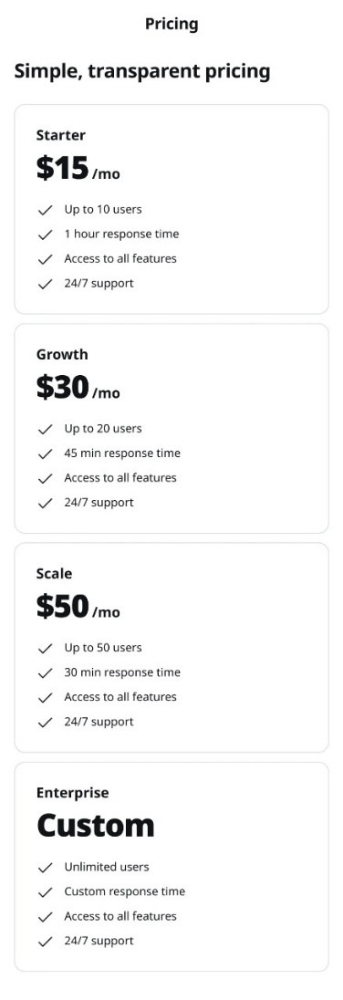 Pricing
Simple, transparent pricing
Starter
$15 /mo
Up to 10 users
1 hour response time
Access to all features
24/7 support
Growth
$30 /mo
Up to 20 users
45 min response time
Access to all features
24/7 support
Scale
$50 /mo
Up to 50 users
30 min response time
Access to all features
24/7 support
Enterprise
Custom
Unlimited users
Custom response time
Access to all features
24/7 support